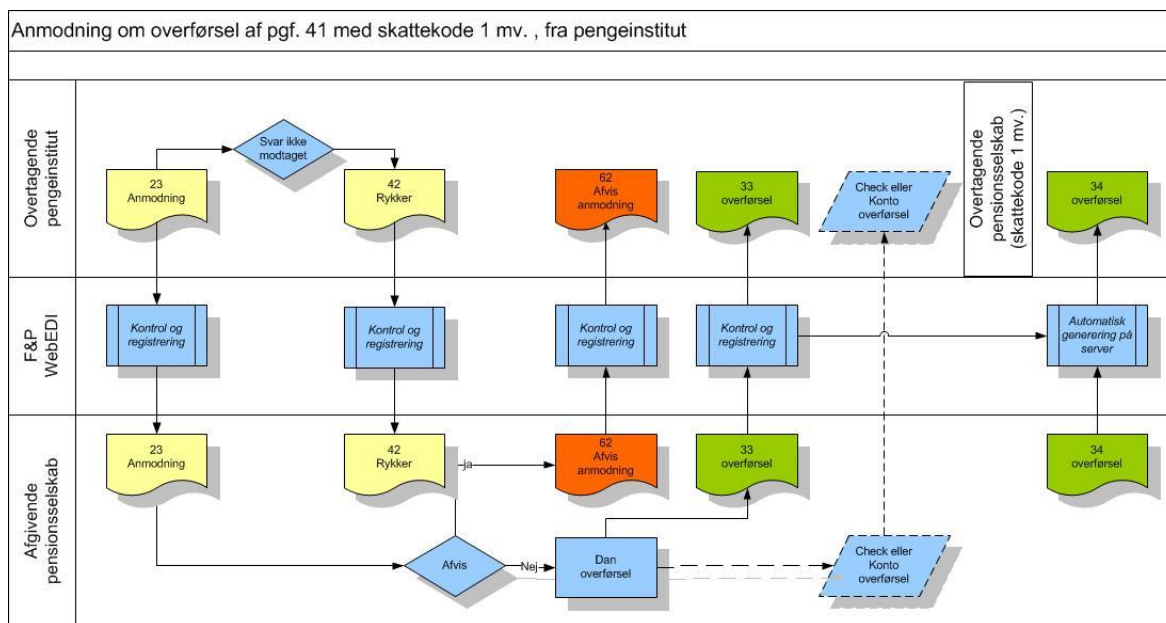 Anmodning om overførsel af pgf. 41 med skattekode 1 mv. , fra pengeinstitut
Overtagende
pengeinstitut
Svar ikke
modtaget
23
Anmodning
42
Rykker
62
Afvis
anmodning
33
overførsel
Check eller
Konto
overførsel
Overtagende
pensionsselskab
(skattekode 1 mv.)
34
overførsel
F&P
WebEDI
Kontrol og
registrering
Kontrol og
registrering
Kontrol og
registrering
Kontrol og
registrering
Automatisk
generering på
server
Afgivende
pensionsselskab
23
Anmodning
42
Rykker
ja
62
Afvis
anmodning
33
overførsel
34
overførsel
Afvis
Nej
Dan
overførsel
Check eller
Konto
overførsel